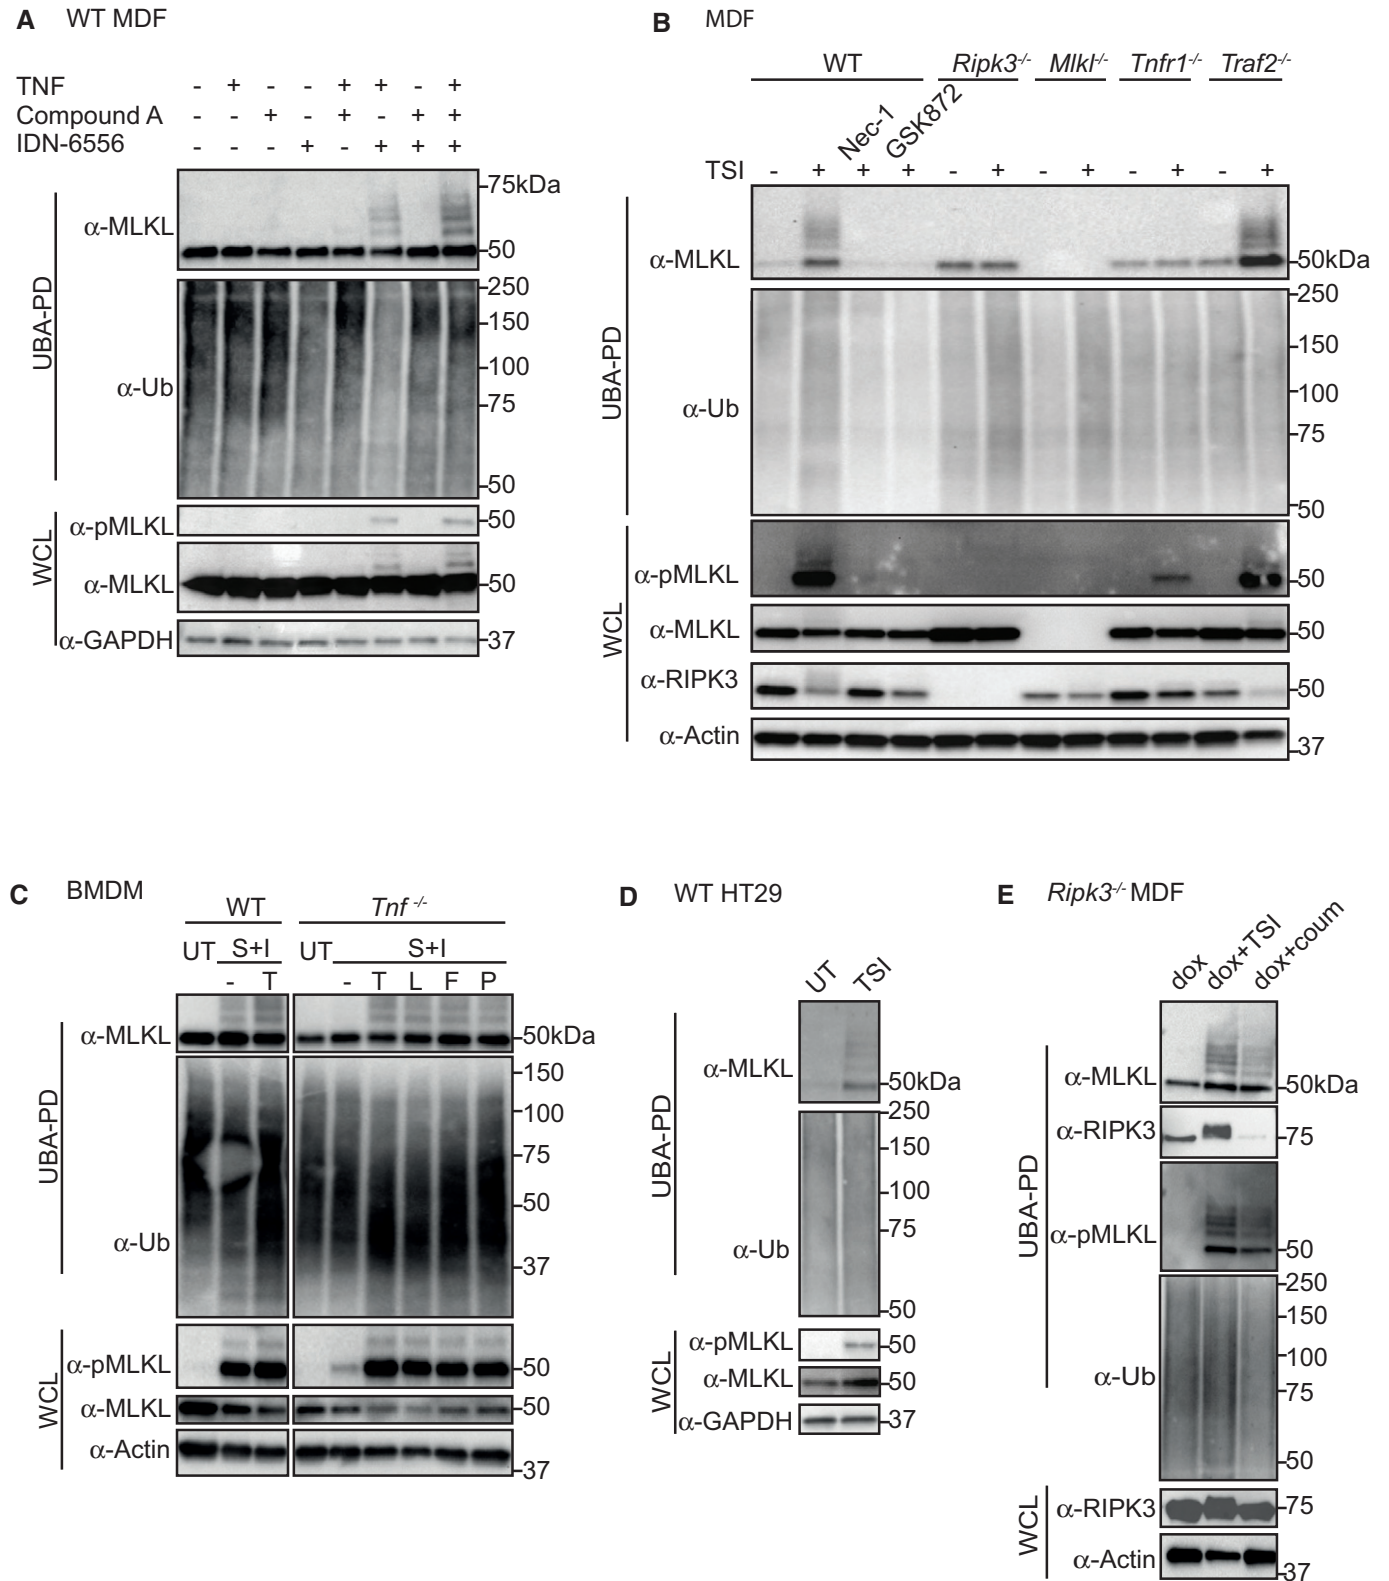 A WT MDF
TNF - + - - + + - +
Compound A - - + - + - + +
IDN-6556 - - - + - + + +
UBA-PD
α-MLKL
75kDa
50
α-Ub
250
150
100
75
50
WCL
α-pMLKL 50
α-MLKL 50
α-GAPDH 37
B MDF
WT Ripk3-/- Mlkl-/- Tnfr1-/- Traf2-/-
Nec-1
GSK872
TSI - + + + - + - + - + - +
UBA-PD
α-MLKL 50kDa
α-Ub
250
150
100
75
50
WCL
α-pMLKL 50
α-MLKL 50
α-RIPK3 50
α-Actin 37
C BMDM
WT Tnf -/-
UT S+I UT S+I
- T - T L F P
UBA-PD
α-MLKL 50kDa
α-Ub
150
100
75
50
37
WCL
α-pMLKL 50
α-MLKL 50
α-Actin 37
D WT HT29
UT TSI
UBA-PD
α-MLKL 50kDa
α-Ub
250
150
100
75
50
WCL
α-pMLKL 50
α-MLKL 50
α-GAPDH 37
E Ripk3-/- MDF
dox dox+TSI dox+coum
UBA-PD
α-MLKL 50kDa
α-RIPK3 75
α-pMLKL 50
α-Ub
250
150
100
75
50
WCL
α-RIPK3 75
α-Actin 37